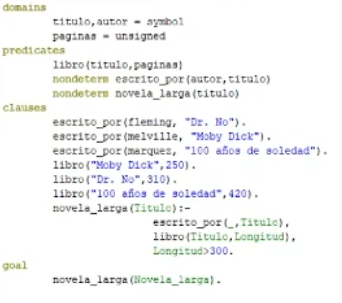 domains
titulo,autor = symbol
paginas = unsigned
predicates
libro(titulo,paginas)
nondeterm escrito_por(autor,titulo)
nondeterm novela_larga(titulo)
clauses
escrito_por(fleming, "Dr. No").
escrito_por(melville, "Moby Dick").
escrito_por(marquez, "100 años de soledad").
libro("Moby Dick",250).
libro("Dr. No",310).
libro("100 años de soledad",420).
novela_larga(Titulo):-
escrito_por(_,Titulo),
libro(Titulo,Longitud),
Longitud>300.
goal
novela_larga(Novela_larga).